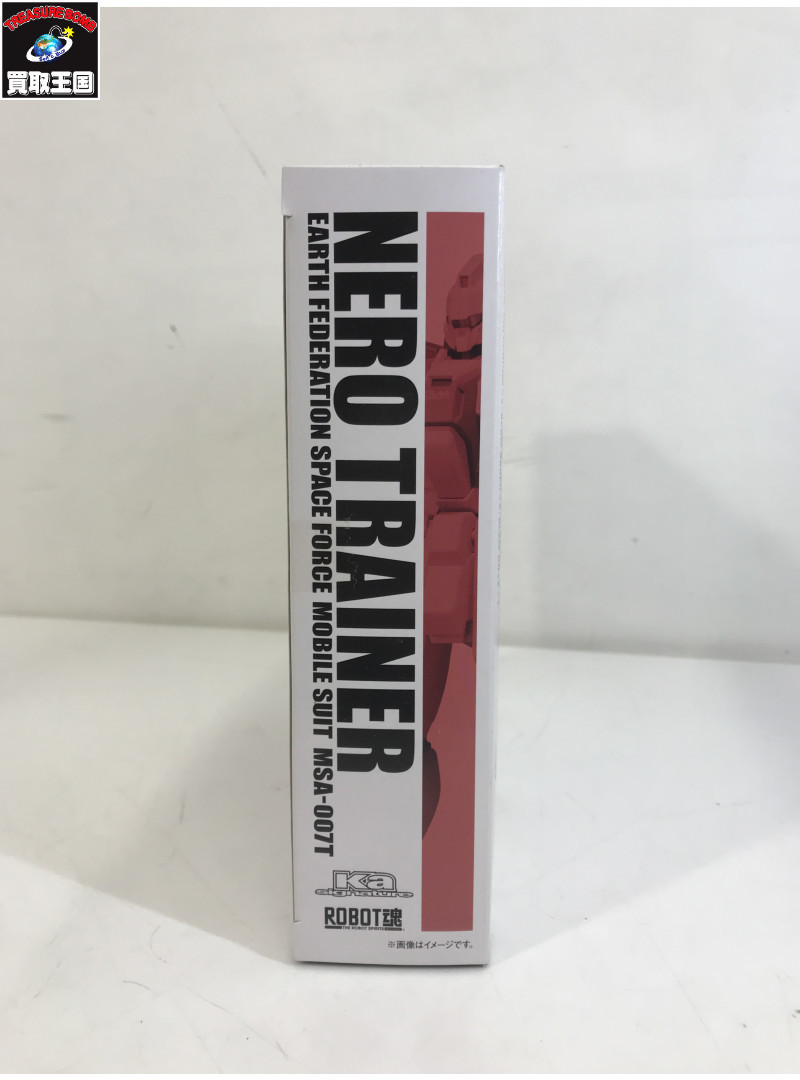 TREASURE BOMB
買取王国
NERO TRAINER
EARTH FEDERATION SPACE FORCE MOBILE SUIT MSA-007T
Ka
signature
ROBOT魂
THE ROBOT SPIRITS
※画像はイメージです。